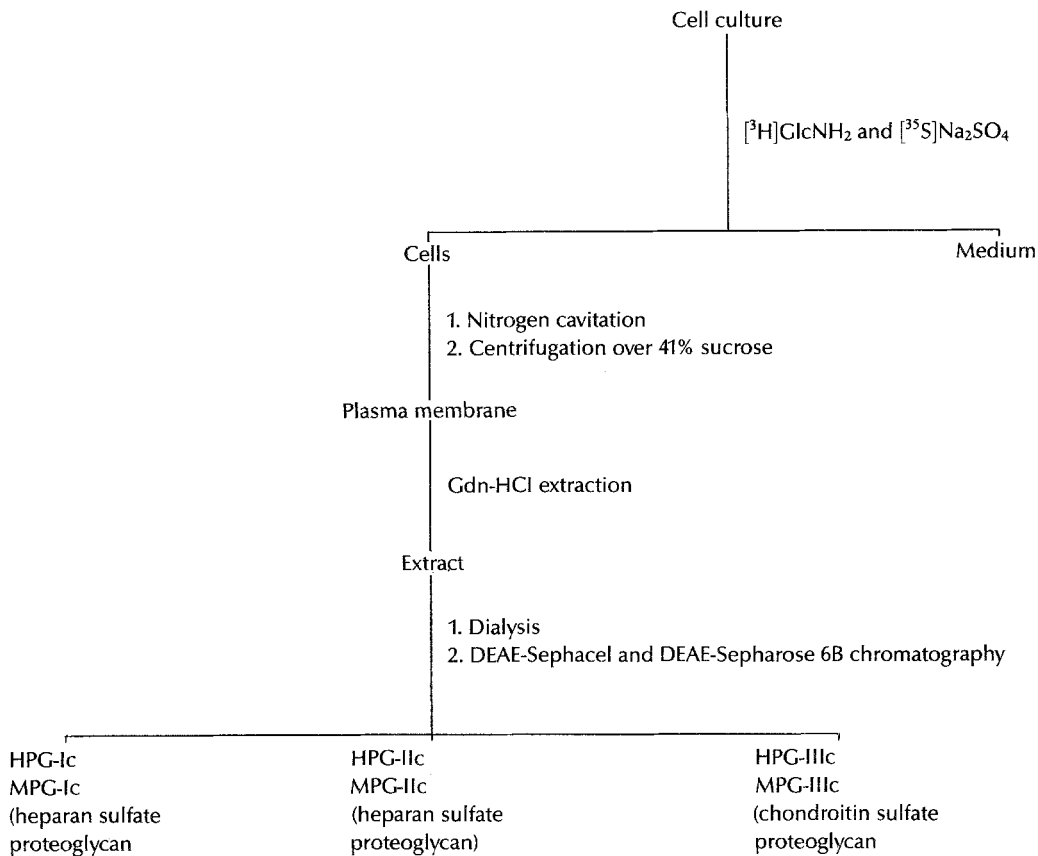 Cell culture
[³H]GlcNH₂ and [³⁵S]Na₂SO₄
Cells
Medium
1. Nitrogen cavitation
2. Centrifugation over 41% sucrose
Plasma membrane
Gdn-HCl extraction
Extract
1. Dialysis
2. DEAE-Sephacel and DEAE-Sepharose 6B chromatography
HPG-Ic
MPG-Ic
(heparan sulfate
proteoglycan
HPG-IIc
MPG-IIc
(heparan sulfate
proteoglycan)
HPG-IIIc
MPG-IIIc
(chondroitin sulfate
proteoglycan